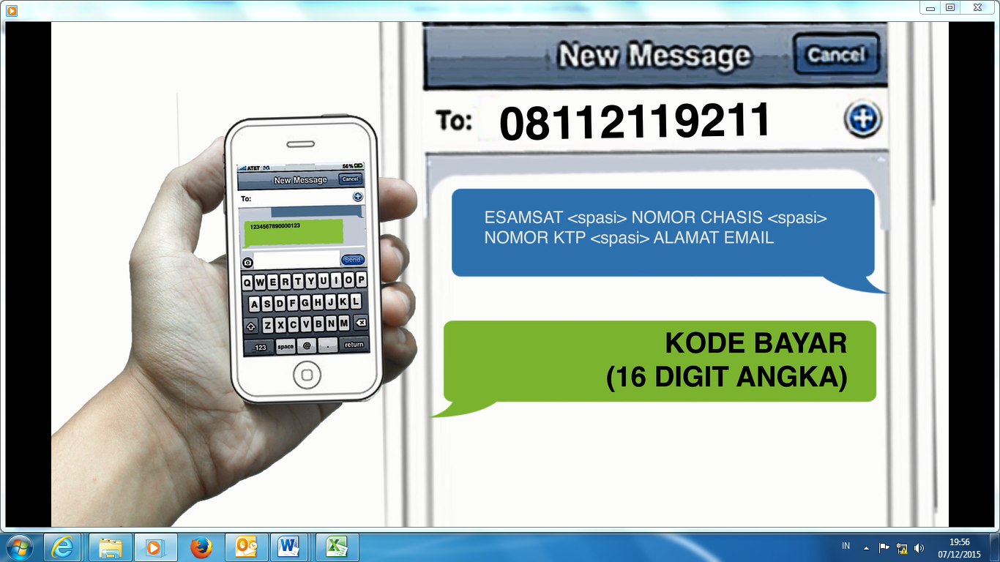 New Message
Cancel
To: 08112119211
ESAMSAT <spasi> NOMOR CHASIS <spasi>
NOMOR KTP <spasi> ALAMAT EMAIL
KODE BAYAR
(16 DIGIT ANGKA)
AT&T 3G 56%
New Message Cancel
To:
1234567890000123
Send
Q W E R T Y U I O P
A S D F G H J K L
Z X C V B N M
.123 space @ . return
IN
19:56
07/12/2015